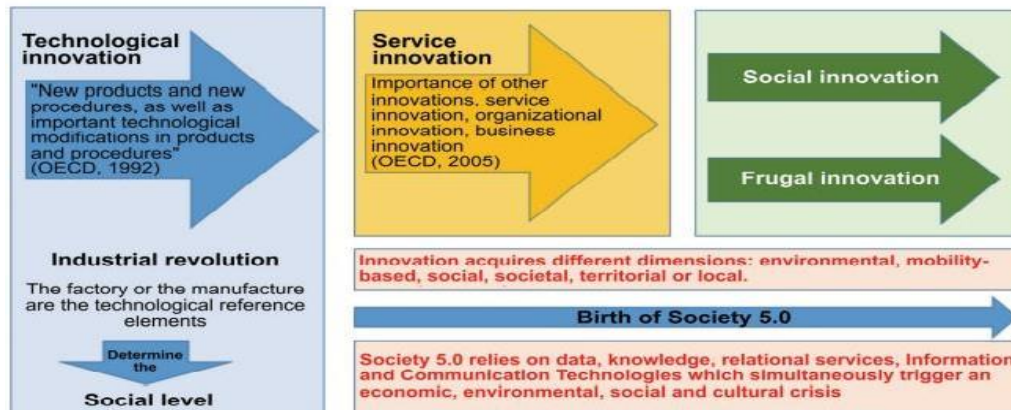 Technological
innovation
"New products and new
procedures, as well as
important technological
modifications in products
and procedures"
(OECD, 1992)
Industrial revolution
The factory or the manufacture
are the technological reference
elements
Determine
the
Social level
Service
innovation
Importance of other
innovations, service
innovation, organizational
innovation, business
innovation
(OECD, 2005)
Social innovation
Frugal innovation
Innovation acquires different dimensions: environmental, mobility-
based, social, societal, territorial or local.
Birth of Society 5.0
Society 5.0 relies on data, knowledge, relational services, Information
and Communication Technologies which simultaneously trigger an
economic, environmental, social and cultural crisis